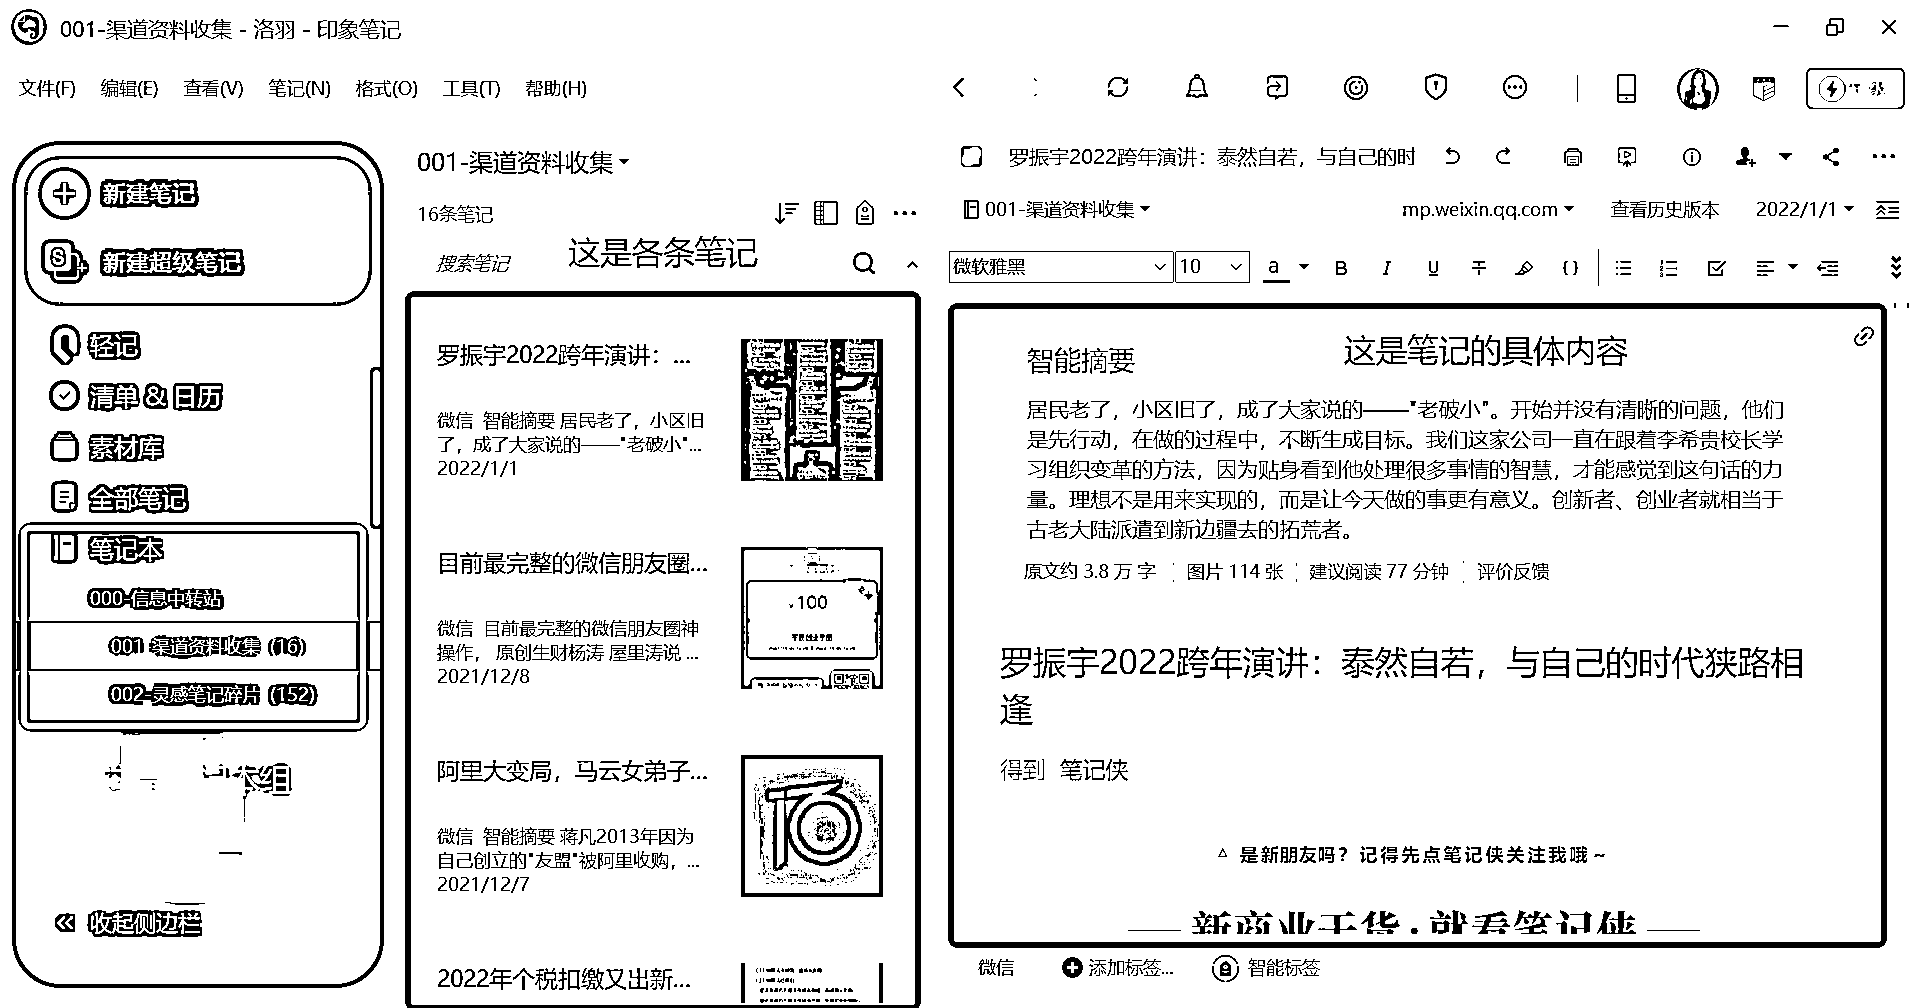 001-渠道资料收集 - 洛羽 - 印象笔记
文件(F) 编辑(E) 查看(V) 笔记(N) 格式(O) 工具(T) 帮助(H)
新建笔记
新建超级笔记
轻记
清单 & 日历
素材库
全部笔记
笔记本
000-信息中转站
001-渠道资料收集 (16)
002-灵感笔记碎片 (152)
收起侧边栏
001-渠道资料收集
16条笔记
搜索笔记
这是各条笔记
罗振宇2022跨年演讲：...
微信 智能摘要 居民老了，小区旧
了，成了大家说的——"老破小"...
2022/1/1
目前最完整的微信朋友圈...
微信 目前最完整的微信朋友圈神
操作， 原创生财杨涛 屋里涛说 ...
2021/12/8
100
阿里大变局，马云女弟子...
微信 智能摘要 蒋凡2013年因为
自己创立的"友盟"被阿里收购，...
2021/12/7
2022年个税扣缴又出新...
罗振宇2022跨年演讲：泰然自若，与自己的时
001-渠道资料收集
mp.weixin.qq.com 查看历史版本 2022/1/1
微软雅黑 10 a B I U T {}
智能摘要
这是笔记的具体内容
居民老了，小区旧了，成了大家说的——"老破小"。开始并没有清晰的问题，他们
是先行动，在做的过程中，不断生成目标。我们这家公司一直在跟着李希贵校长学
习组织变革的方法，因为贴身看到他处理很多事情的智慧，才能感觉到这句话的力
量。理想不是用来实现的，而是让今天做的事更有意义。创新者、创业者就相当于
古老大陆派遣到新边疆去的拓荒者。
原文约 3.8 万 字 图片 114 张 建议阅读 77 分钟 评价反馈
罗振宇2022跨年演讲：泰然自若，与自己的时代狭路相
逢
得到 笔记侠
△ 是新朋友吗？记得先点笔记侠关注我哦～
新商业干货·就看笔记侠
微信 添加标签... 智能标签